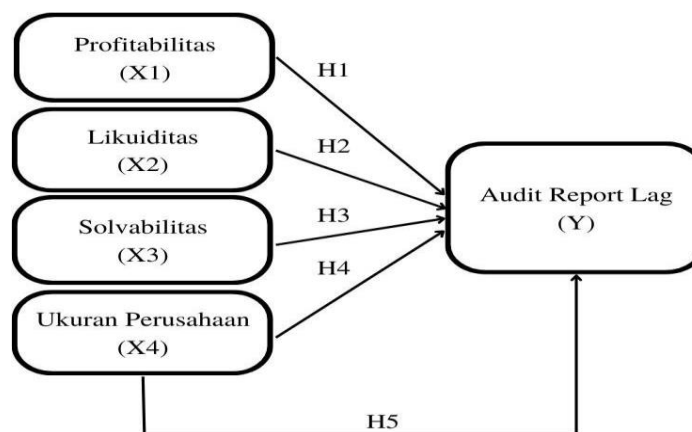 Profitabilitas
(X1)
H1
Likuiditas
(X2)
H2
Solvabilitas
(X3)
H3
Ukuran Perusahaan
(X4)
H4
Audit Report Lag
(Y)
H5